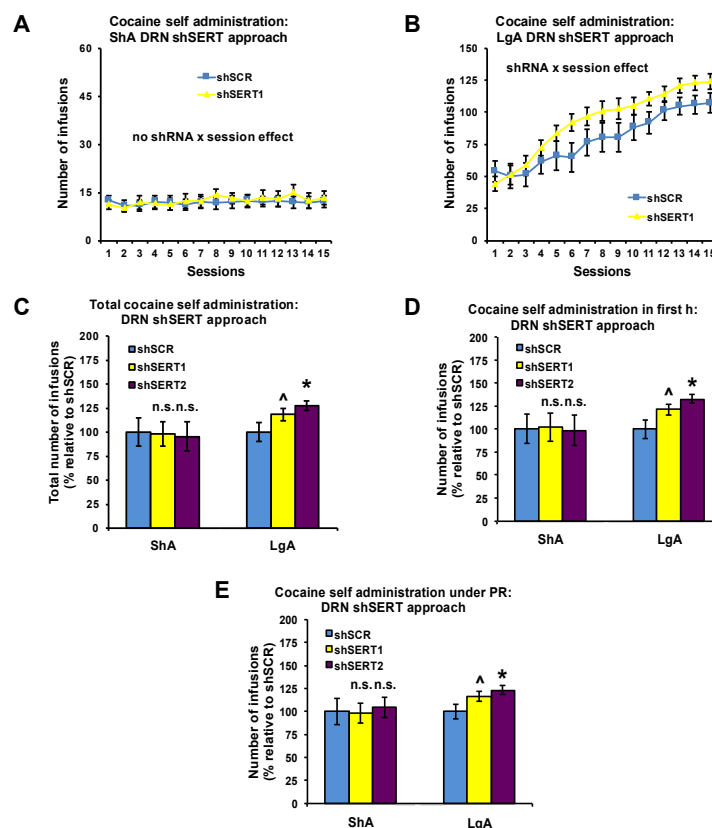 A
Cocaine self administration:
ShA DRN shSERT approach
60
45
30
15
0
Number of infusions
shSCR
shSERT1
no shRNA x session effect
1 2 3 4 5 6 7 8 9 10 11 12 13 14 15
Sessions
B
Cocaine self administration:
LgA DRN shSERT approach
150
125
100
75
50
25
0
Number of infusions
shRNA x session effect
shSCR
shSERT1
1 2 3 4 5 6 7 8 9 10 11 12 13 14 15
Sessions
C
Total cocaine self administration:
DRN shSERT approach
200
175
150
125
100
75
50
25
0
Total number of infusions
(% relative to shSCR)
shSCR
shSERT1
shSERT2
n.s. n.s.
^ *
ShA LgA
D
Cocaine self administration in first h:
DRN shSERT approach
200
175
150
125
100
75
50
25
0
Number of infusions
(% relative to shSCR)
shSCR
shSERT1
shSERT2
n.s. n.s.
^ *
ShA LgA
E
Cocaine self administration under PR:
DRN shSERT approach
200
175
150
125
100
75
50
25
0
Number of infusions
(% relative to shSCR)
shSCR
shSERT1
shSERT2
n.s. n.s.
^ *
ShA LgA